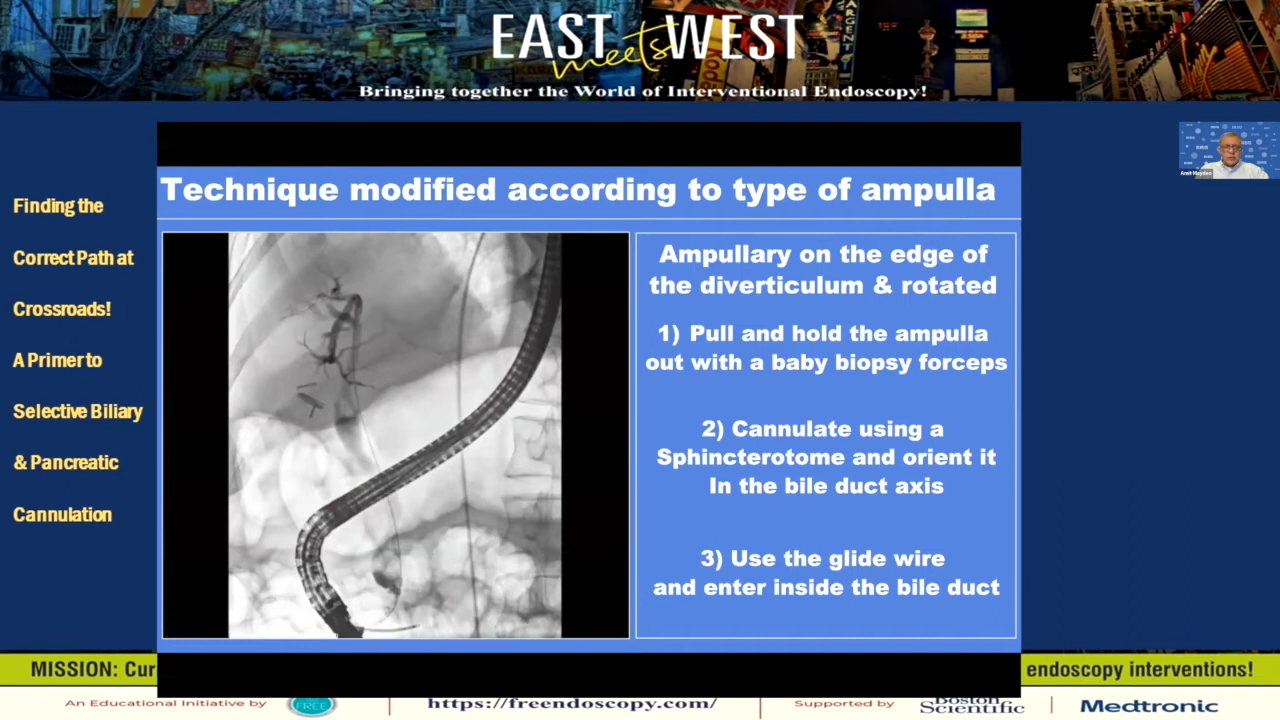 EAST meets WEST
Bringing together the World of Interventional Endoscopy!
Finding the
Correct Path at
Crossroads!
A Primer to
Selective Biliary
& Pancreatic
Cannulation
Technique modified according to type of ampulla
Ampullary on the edge of
the diverticulum & rotated
1) Pull and hold the ampulla
out with a baby biopsy forceps
2) Cannulate using a
Sphincterotome and orient it
In the bile duct axis
3) Use the glide wire
and enter inside the bile duct
Amit Maydeo
MISSION: Cur
endoscopy interventions!
An Educational Initiative by
FREE
https://freendoscopy.com/
Supported by
Boston
Scientific
Medtronic